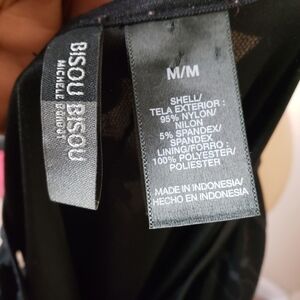 BISOU BISOU
MICHELE BOHBOT
M/M
SHELL/
TELA EXTERIOR :
95% NYLON/
NILON
5% SPANDEX/
SPANDEX
LINING/FORRO :
100% POLYESTER/
POLIESTER
MADE IN INDONESIA/
HECHO EN INDONESIA